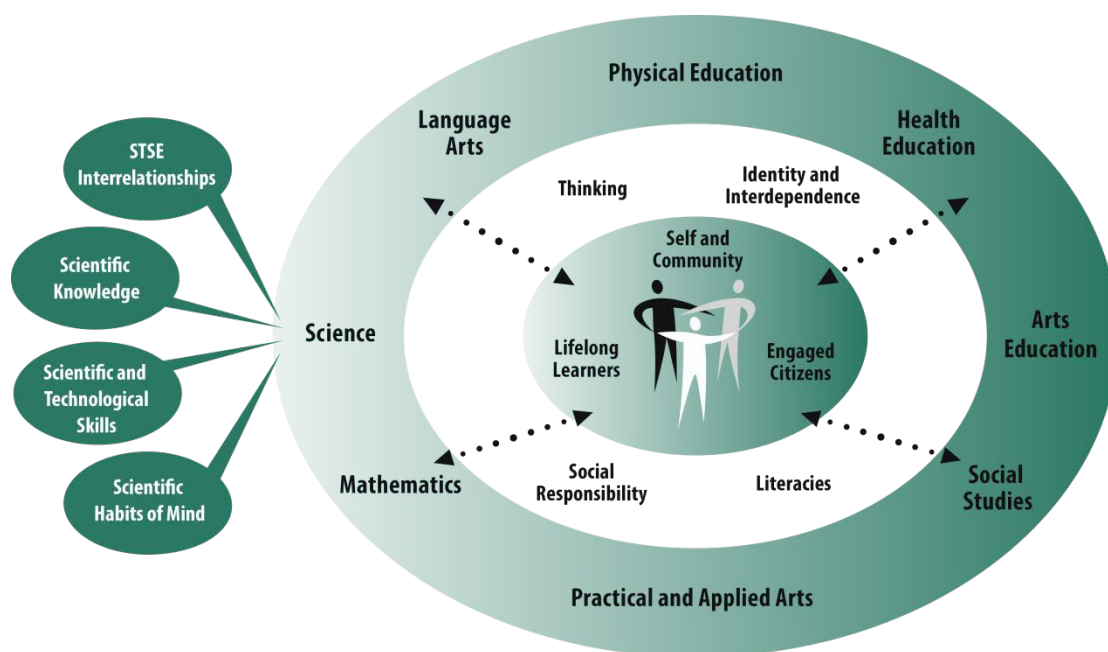 Physical Education
Language
Arts
Health
Education
STSE
Interrelationships
Thinking
Identity and
Interdependence
Self and
Community
Scientific
Knowledge
Science
Arts
Education
Lifelong
Learners
Engaged
Citizens
Scientific and
Technological
Skills
Mathematics
Social
Responsibility
Literacies
Social
Studies
Scientific
Habits of Mind
Practical and Applied Arts